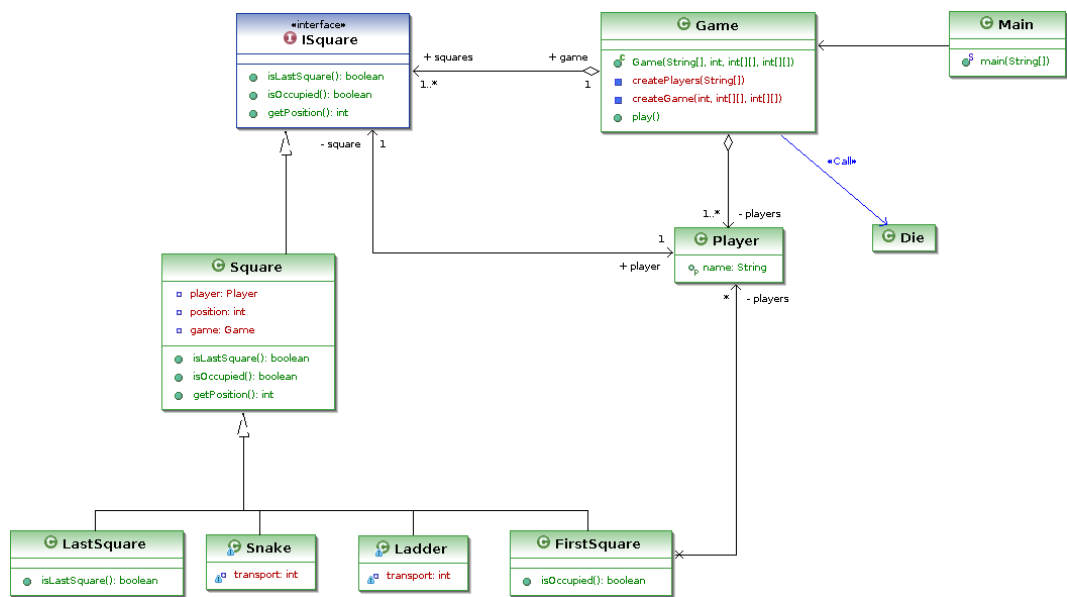 «interface»
ISquare
isLastSquare(): boolean
isOccupied(): boolean
getPosition(): int
+ squares
1..*
+ game
1
Game
Game(String[], int, int[][], int[][])
createPlayers(String[])
createGame(int, int[][], int[][])
play()
Main
main(String[])
- square
1
«Call»
1..*
- players
1
+ player
Player
name: String
Die
*
- players
Square
player: Player
position: int
game: Game
isLastSquare(): boolean
isOccupied(): boolean
getPosition(): int
LastSquare
isLastSquare(): boolean
Snake
transport: int
Ladder
transport: int
FirstSquare
isOccupied(): boolean